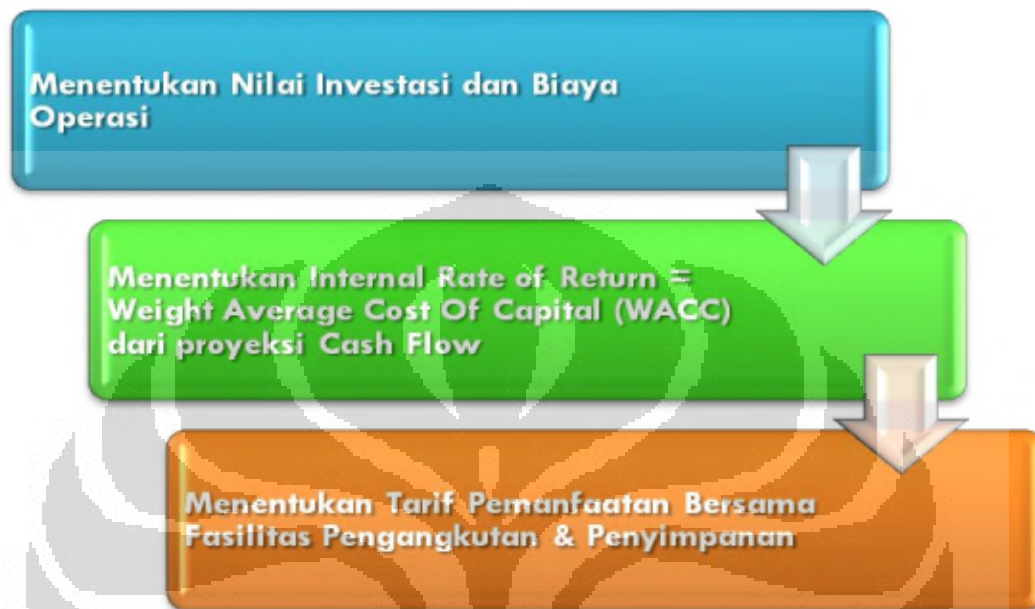 Menentukan Nilai Investasi dan Biaya
Operasi
Menentukan Internal Rate of Return =
Weight Average Cost Of Capital (WACC)
dari proyeksi Cash Flow
Menentukan Tarif Pemanfaatan Bersama
Fasilitas Pengangkutan & Penyimpanan